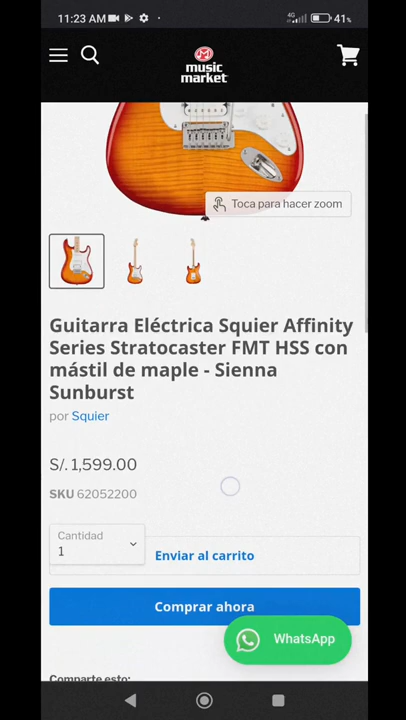 11:23 AM
4G
41%
music
market
Toca para hacer zoom
Guitarra Eléctrica Squier Affinity
Series Stratocaster FMT HSS con
mástil de maple - Sienna
Sunburst
por Squier
S/. 1,599.00
SKU 62052200
Cantidad
1
Enviar al carrito
Comprar ahora
WhatsApp
Comparte esto: